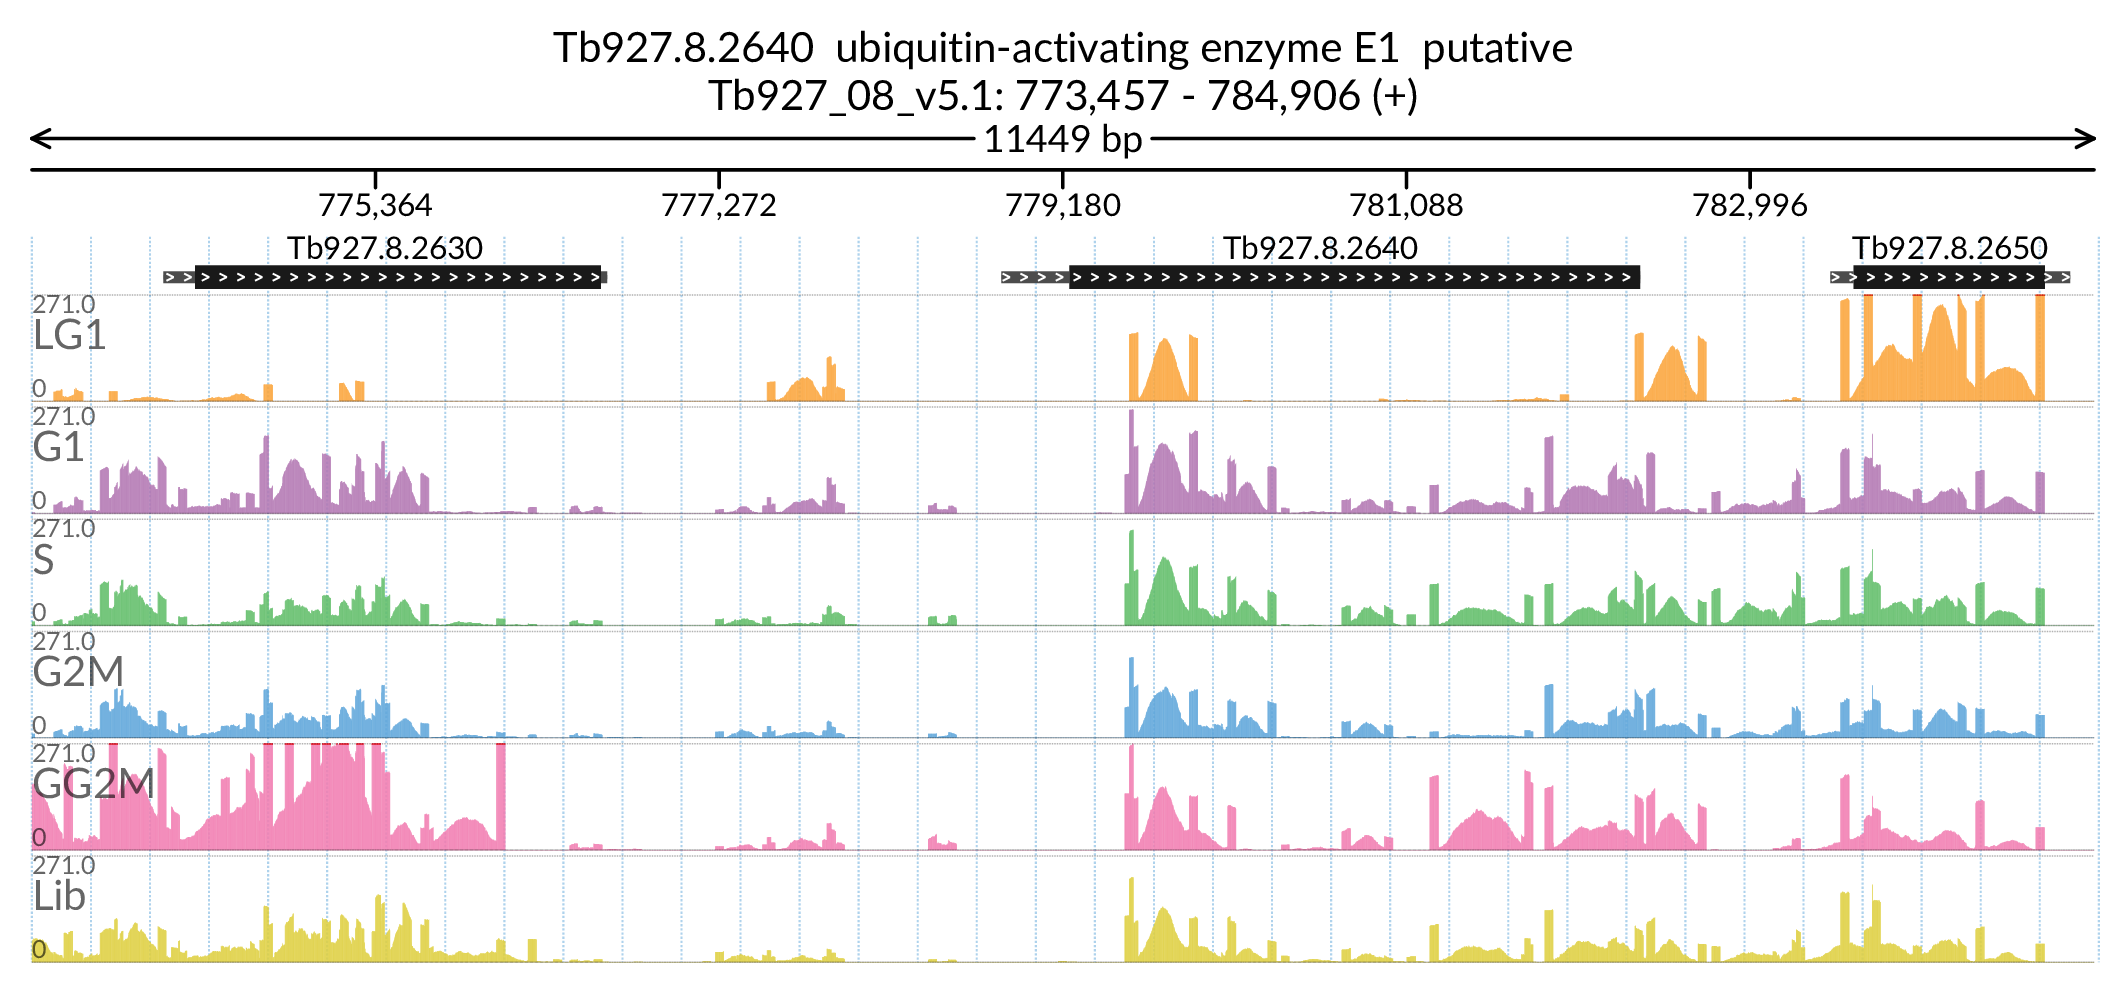 Tb927.8.2640  ubiquitin-activating enzyme E1  putative
Tb927_08_v5.1: 773,457 - 784,906 (+)
11449 bp
775,364 777,272 779,180 781,088 782,996
Tb927.8.2630 Tb927.8.2640 Tb927.8.2650
271.0
LG1
0
271.0
G1
0
271.0
S
0
271.0
G2M
0
271.0
GG2M
0
271.0
Lib
0